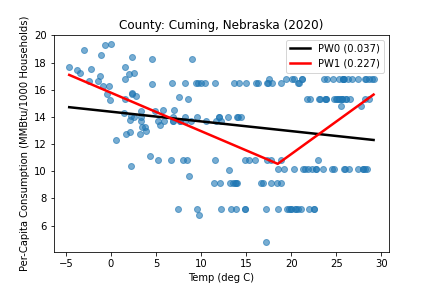 County: Cuming, Nebraska (2020)
Per-Capita Consumption (MMBtu/1000 Households)
20
18
16
14
12
10
8
6
PW0 (0.037)
PW1 (0.227)
−5 0 5 10 15 20 25 30
Temp (deg C)